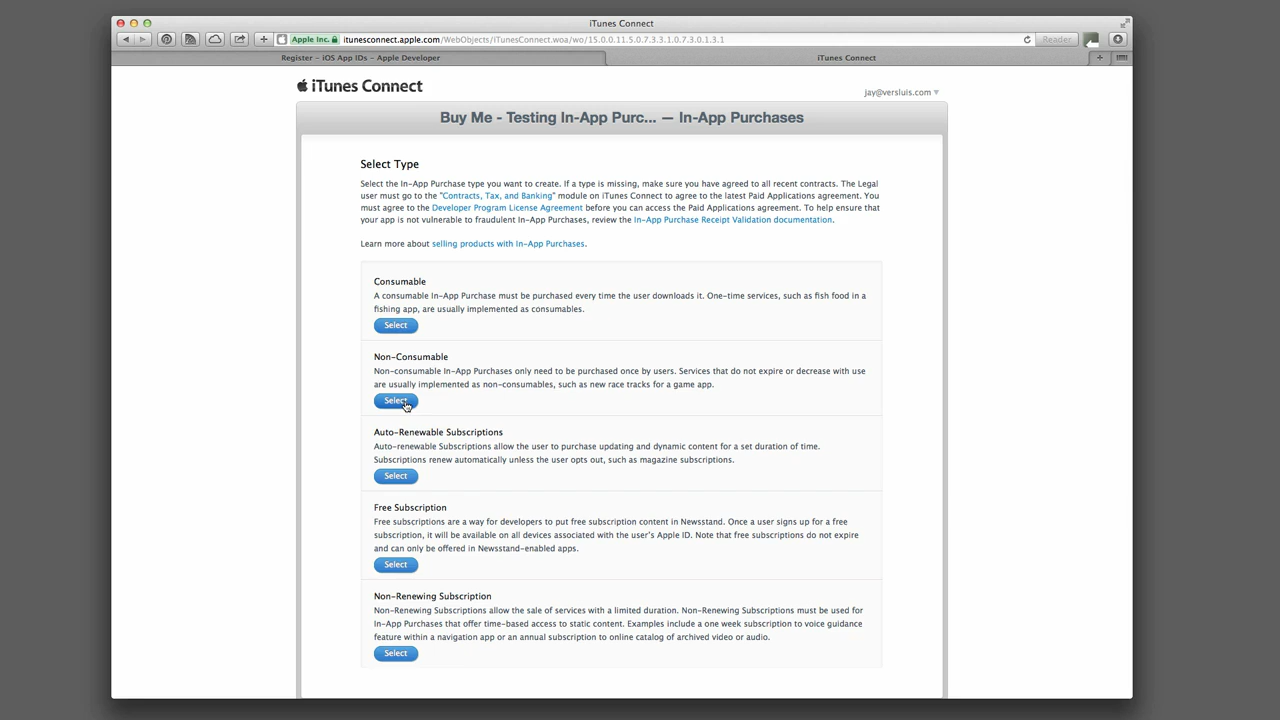 iTunes Connect
Apple Inc. itunesconnect.apple.com/WebObjects/iTunesConnect.woa/wo/15.0.0.11.5.0.7.3.3.1.0.7.3.0.1.3.1 Reader
Register – iOS App IDs – Apple Developer iTunes Connect
iTunes Connect
jay@versluis.com
Buy Me - Testing In-App Purc... — In-App Purchases
Select Type
Select the In-App Purchase type you want to create. If a type is missing, make sure you have agreed to all recent contracts. The Legal
user must go to the "Contracts, Tax, and Banking" module on iTunes Connect to agree to the latest Paid Applications agreement. You
must agree to the Developer Program License Agreement before you can access the Paid Applications agreement. To help ensure that
your app is not vulnerable to fraudulent In-App Purchases, review the In-App Purchase Receipt Validation documentation.
Learn more about selling products with In-App Purchases.
Consumable
A consumable In-App Purchase must be purchased every time the user downloads it. One-time services, such as fish food in a
fishing app, are usually implemented as consumables.
Select
Non-Consumable
Non-consumable In-App Purchases only need to be purchased once by users. Services that do not expire or decrease with use
are usually implemented as non-consumables, such as new race tracks for a game app.
Select
Auto-Renewable Subscriptions
Auto-renewable Subscriptions allow the user to purchase updating and dynamic content for a set duration of time.
Subscriptions renew automatically unless the user opts out, such as magazine subscriptions.
Select
Free Subscription
Free subscriptions are a way for developers to put free subscription content in Newsstand. Once a user signs up for a free
subscription, it will be available on all devices associated with the user's Apple ID. Note that free subscriptions do not expire
and can only be offered in Newsstand-enabled apps.
Select
Non-Renewing Subscription
Non-Renewing Subscriptions allow the sale of services with a limited duration. Non-Renewing Subscriptions must be used for
In-App Purchases that offer time-based access to static content. Examples include a one week subscription to voice guidance
feature within a navigation app or an annual subscription to online catalog of archived video or audio.
Select